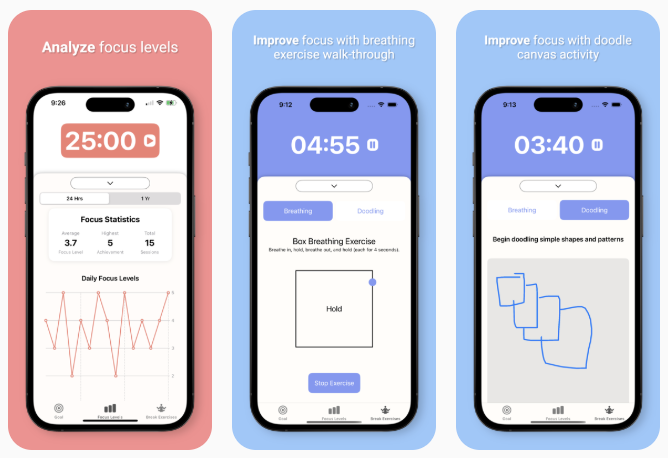 Analyze focus levels
9:26
25:00
24 Hrs
1 Yr
Focus Statistics
Average
Highest
Total
3.7
5
15
Focus Level
Achievement
Sessions
Daily Focus Levels
5
4
3
2
Goal
Focus Levels
Break Exercises
Improve focus with breathing
exercise walk-through
9:12
04:55
Breathing
Doodling
Box Breathing Exercise
Breathe in, hold, breathe out, and hold (each for 4 seconds).
Hold
Stop Exercise
Goal
Focus Levels
Break Exercises
Improve focus with doodle
canvas activity
9:13
03:40
Breathing
Doodling
Begin doodling simple shapes and patterns
Goal
Focus Levels
Break Exercises